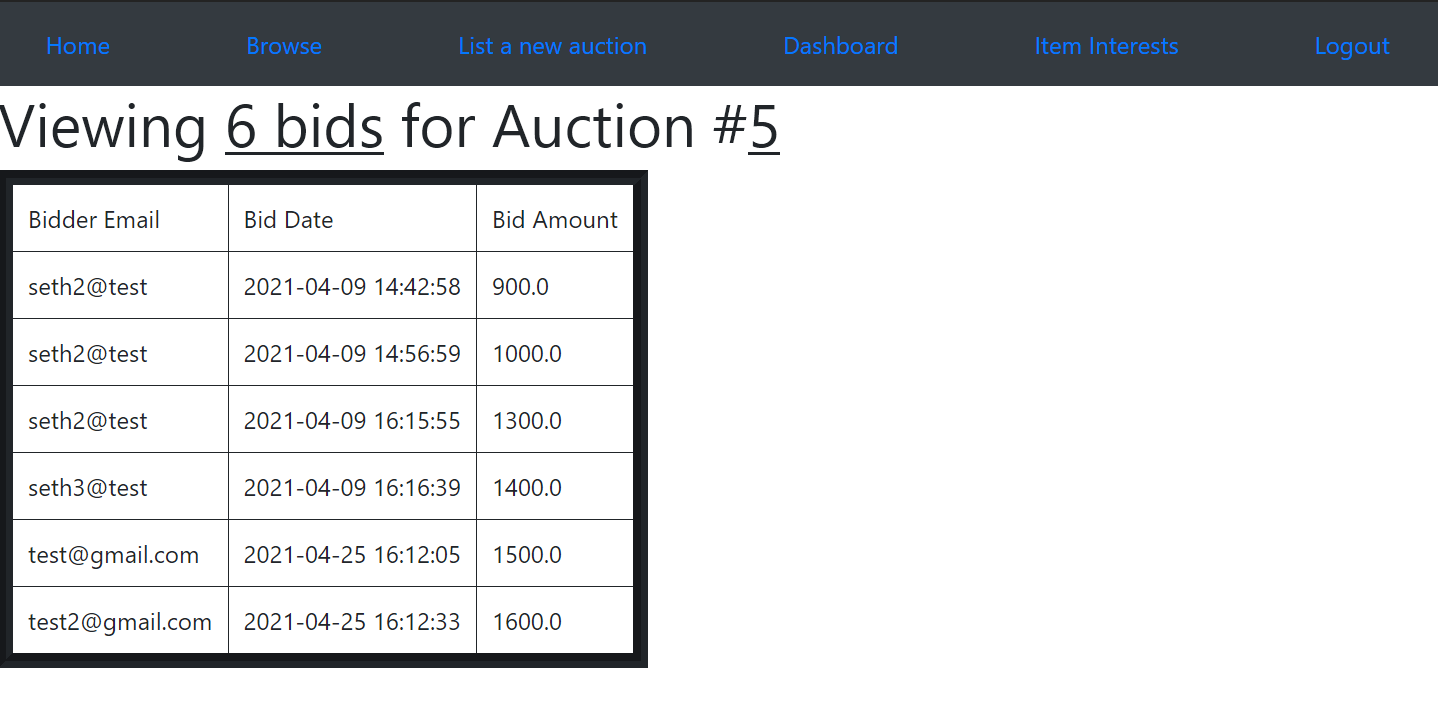 Home Browse List a new auction Dashboard Item Interests Logout
Viewing 6 bids for Auction #5
Bidder Email Bid Date Bid Amount
seth2@test 2021-04-09 14:42:58 900.0
seth2@test 2021-04-09 14:56:59 1000.0
seth2@test 2021-04-09 16:15:55 1300.0
seth3@test 2021-04-09 16:16:39 1400.0
test@gmail.com 2021-04-25 16:12:05 1500.0
test2@gmail.com 2021-04-25 16:12:33 1600.0